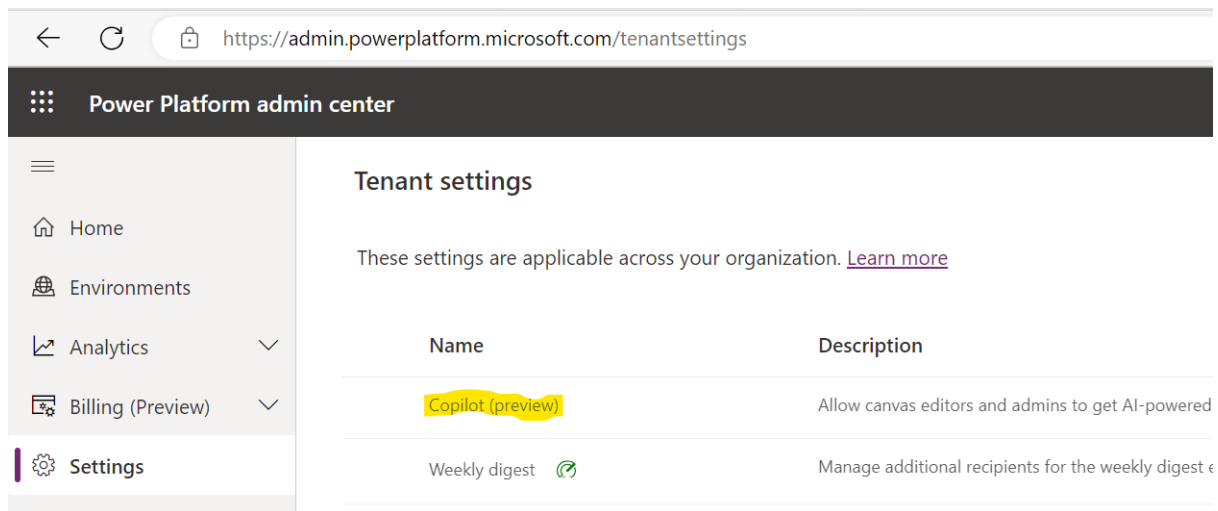 https://admin.powerplatform.microsoft.com/tenantsettings
Power Platform admin center
Tenant settings
Home
These settings are applicable across your organization. Learn more
Environments
Analytics
Name Description
Billing (Preview)
Copilot (preview) Allow canvas editors and admins to get AI-powered
Settings
Weekly digest Manage additional recipients for the weekly digest